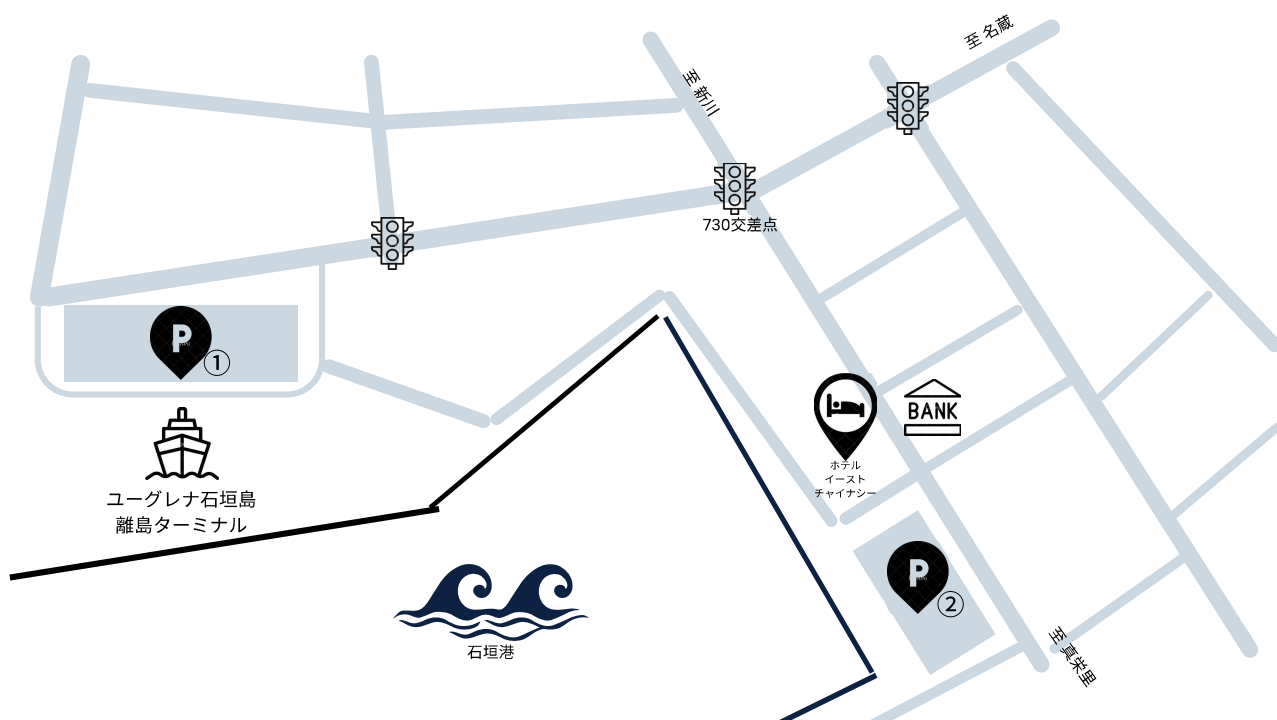 至 名蔵
至 新川
730交差点
P
①
BANK
ホテル
イースト
チャイナシー
ユーグレナ石垣島
離島ターミナル
P
②
石垣港
至 真栄里